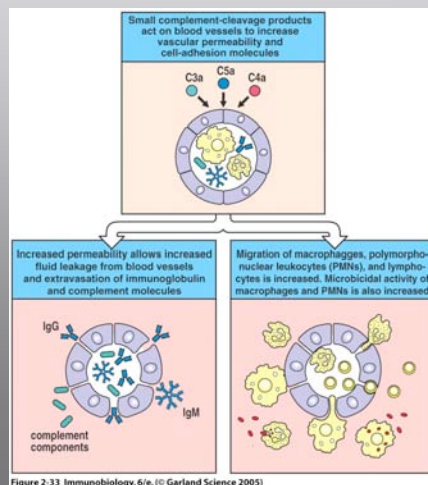 Small complement-cleavage products
act on blood vessels to increase
vascular permeability and
cell-adhesion molecules
C3a
C5a
C4a
Increased permeability allows increased
fluid leakage from blood vessels
and extravasation of immunoglobulin
and complement molecules
IgG
IgM
complement
components
Migration of macrophagges, polymorpho-
nuclear leukocytes (PMNs), and lympho-
cytes is increased. Microbicidal activity of
macrophages and PMNs is also increased
Figure 2-33 Immunobiology, 6/e. (© Garland Science 2005)